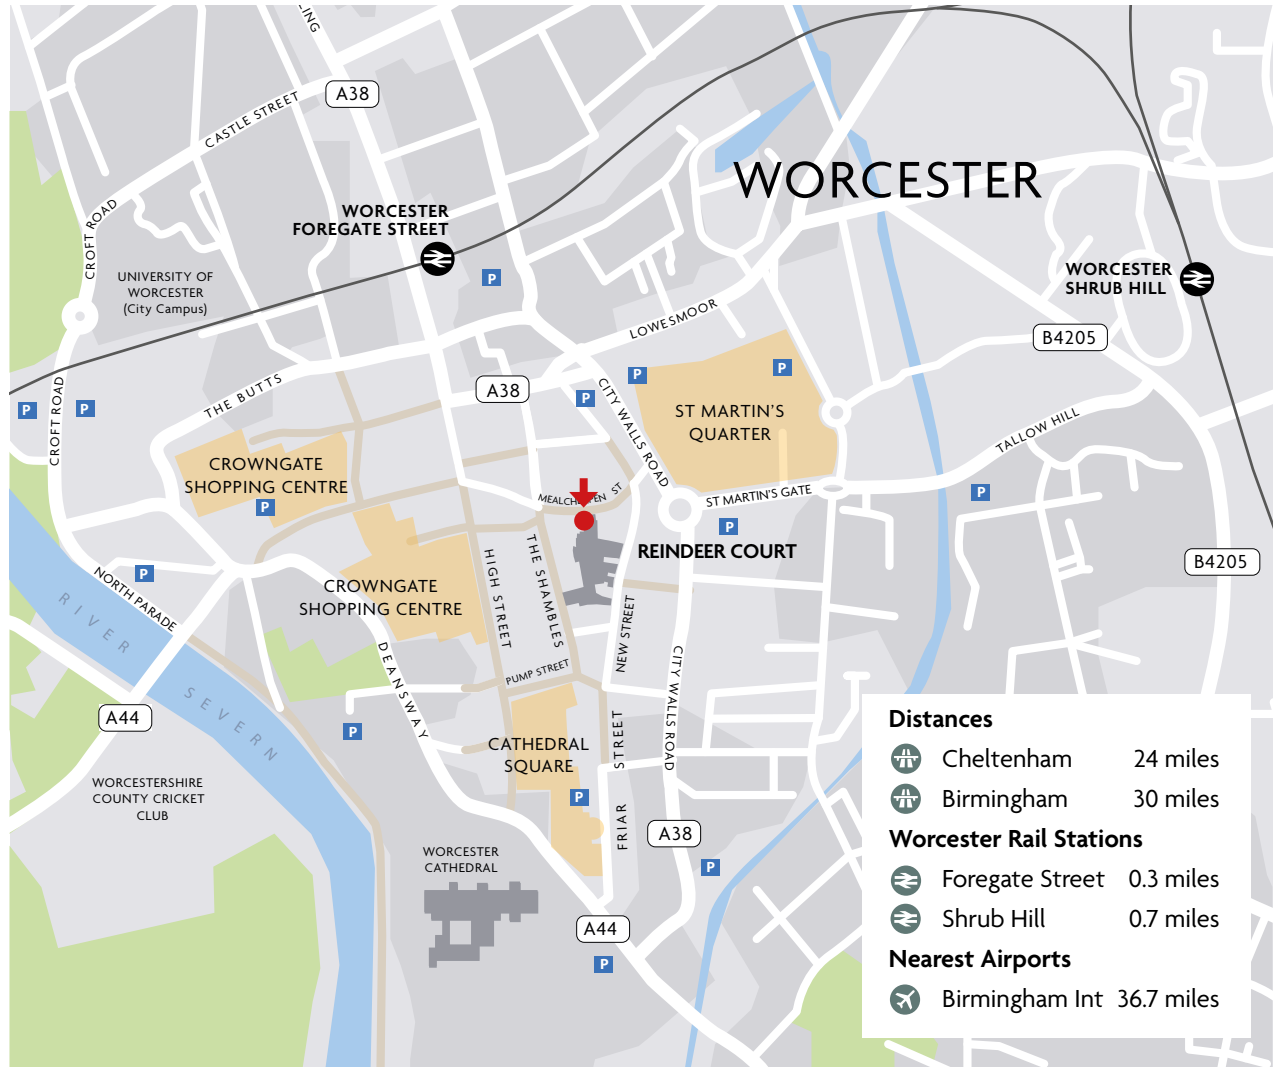 LING
A38
CASTLE STREET
WORCESTER
CROFT ROAD
WORCESTER
FOREGATE STREET
UNIVERSITY OF
WORCESTER
(City Campus)
P
WORCESTER
SHRUB HILL
LOWESMOOR
B4205
P
P
A38
CITY WALLS ROAD
P
THE BUTTS
CROFT ROAD
P
P
ST MARTIN'S
QUARTER
TALLOW HILL
CROWNGATE
SHOPPING CENTRE
P
MEALCHEAPEN ST
ST MARTIN'S GATE
P
P
REINDEER COURT
B4205
HIGH STREET
THE SHAMBLES
P
NORTH PARADE
CROWNGATE
SHOPPING CENTRE
RIVER SEVERN
NEW STREET
DEANSWAY
PUMP STREET
CITY WALLS ROAD
A44
P
CATHEDRAL
SQUARE
FRIAR STREET
P
WORCESTERSHIRE
COUNTY CRICKET
CLUB
A38
WORCESTER
CATHEDRAL
P
A44
P
Distances
Cheltenham 24 miles
Birmingham 30 miles
Worcester Rail Stations
Foregate Street 0.3 miles
Shrub Hill 0.7 miles
Nearest Airports
Birmingham Int 36.7 miles